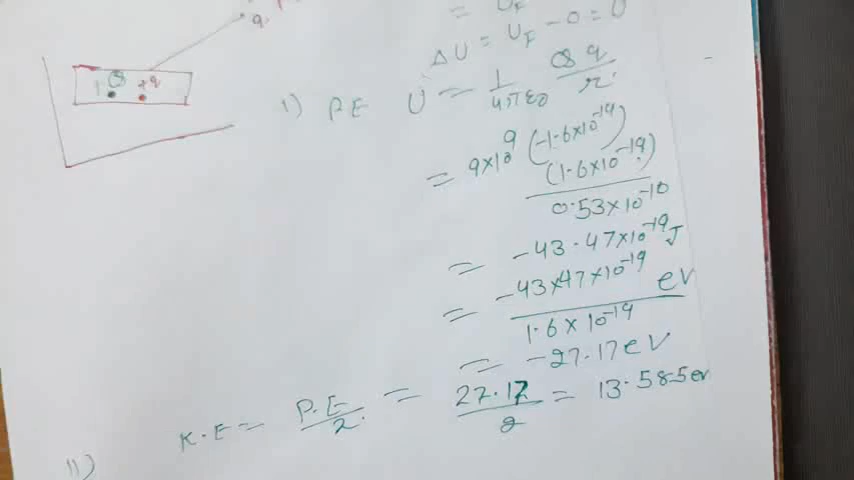 = U_F
q
ΔU = U_F - 0 = U
Q +q
1) P.E U = 1/4πε0 Qq/r
= 9×10^9 (-1.6×10^-19) (1.6×10^-19) / 0.53×10^-10
= -43.47×10^-19 J
= -43×47×10^-19 / 1.6×10^-19 ev
= -27.17 ev
K.E = P.E/2 = 27.17/2 = 13.585 ev
11)